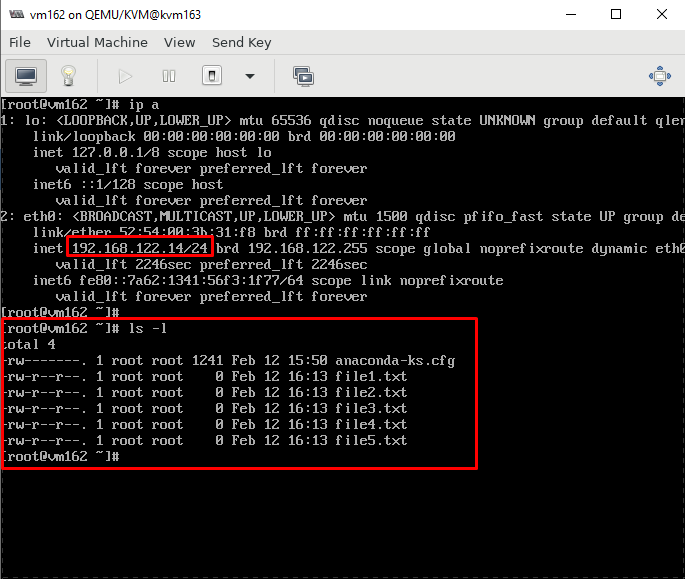 vm162 on QEMU/KVM@kvm163
File Virtual Machine View Send Key
[root@vm162 ~]# ip a
1: lo: <LOOPBACK,UP,LOWER_UP> mtu 65536 qdisc noqueue state UNKNOWN group default qlen
link/loopback 00:00:00:00:00:00 brd 00:00:00:00:00:00
inet 127.0.0.1/8 scope host lo
valid_lft forever preferred_lft forever
inet6 ::1/128 scope host
valid_lft forever preferred_lft forever
2: eth0: <BROADCAST,MULTICAST,UP,LOWER_UP> mtu 1500 qdisc pfifo_fast state UP group de
link/ether 52:54:00:3b:31:f8 brd ff:ff:ff:ff:ff:ff
inet 192.168.122.14/24 brd 192.168.122.255 scope global noprefixroute dynamic eth0
valid_lft 2246sec preferred_lft 2246sec
inet6 fe80::7a62:1341:56f3:1f77/64 scope link noprefixroute
valid_lft forever preferred_lft forever
[root@vm162 ~]#
[root@vm162 ~]# ls -l
total 4
-rw-------. 1 root root 1241 Feb 12 15:50 anaconda-ks.cfg
-rw-r--r--. 1 root root    0 Feb 12 16:13 file1.txt
-rw-r--r--. 1 root root    0 Feb 12 16:13 file2.txt
-rw-r--r--. 1 root root    0 Feb 12 16:13 file3.txt
-rw-r--r--. 1 root root    0 Feb 12 16:13 file4.txt
-rw-r--r--. 1 root root    0 Feb 12 16:13 file5.txt
[root@vm162 ~]#